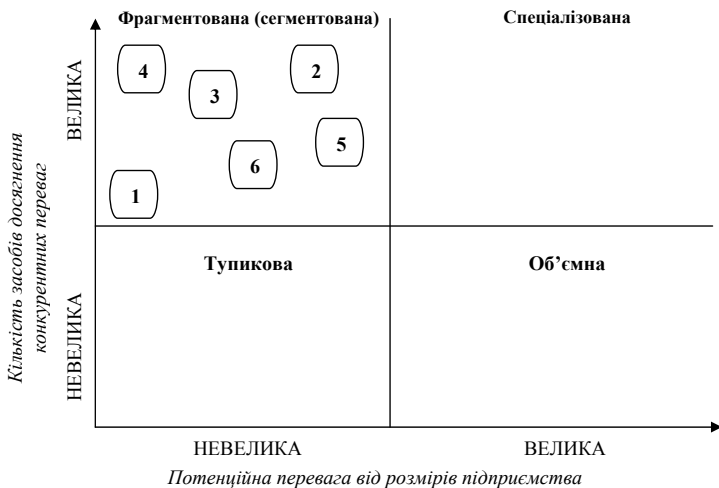 Фрагментована (сегментована)
Спеціалізована
4
2
3
5
6
1
Тупикова
Об’ємна
ВЕЛИКА
НЕВЕЛИКА
Кількість засобів досягнення
конкурентних переваг
НЕВЕЛИКА
ВЕЛИКА
Потенційна перевага від розмірів підприємства